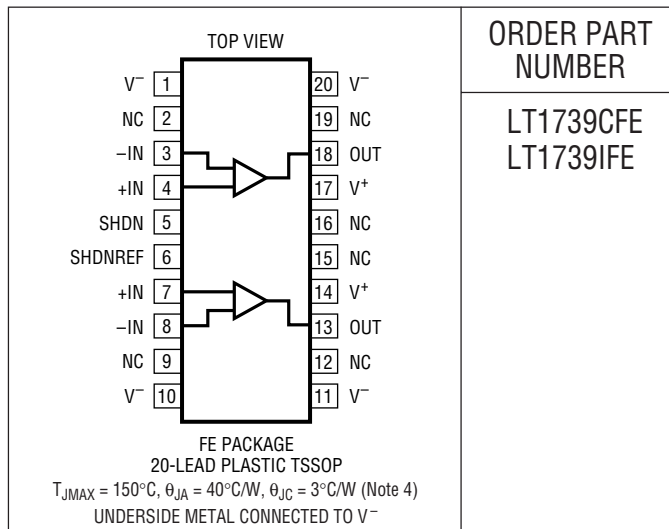 TOP VIEW
V– 1
NC 2
–IN 3
+IN 4
SHDN 5
SHDNREF 6
+IN 7
–IN 8
NC 9
V– 10
20 V–
19 NC
18 OUT
17 V+
16 NC
15 NC
14 V+
13 OUT
12 NC
11 V–
FE PACKAGE
20-LEAD PLASTIC TSSOP
TJMAX = 150°C, θJA = 40°C/W, θJC = 3°C/W (Note 4)
UNDERSIDE METAL CONNECTED TO V–
ORDER PART
NUMBER
LT1739CFE
LT1739IFE